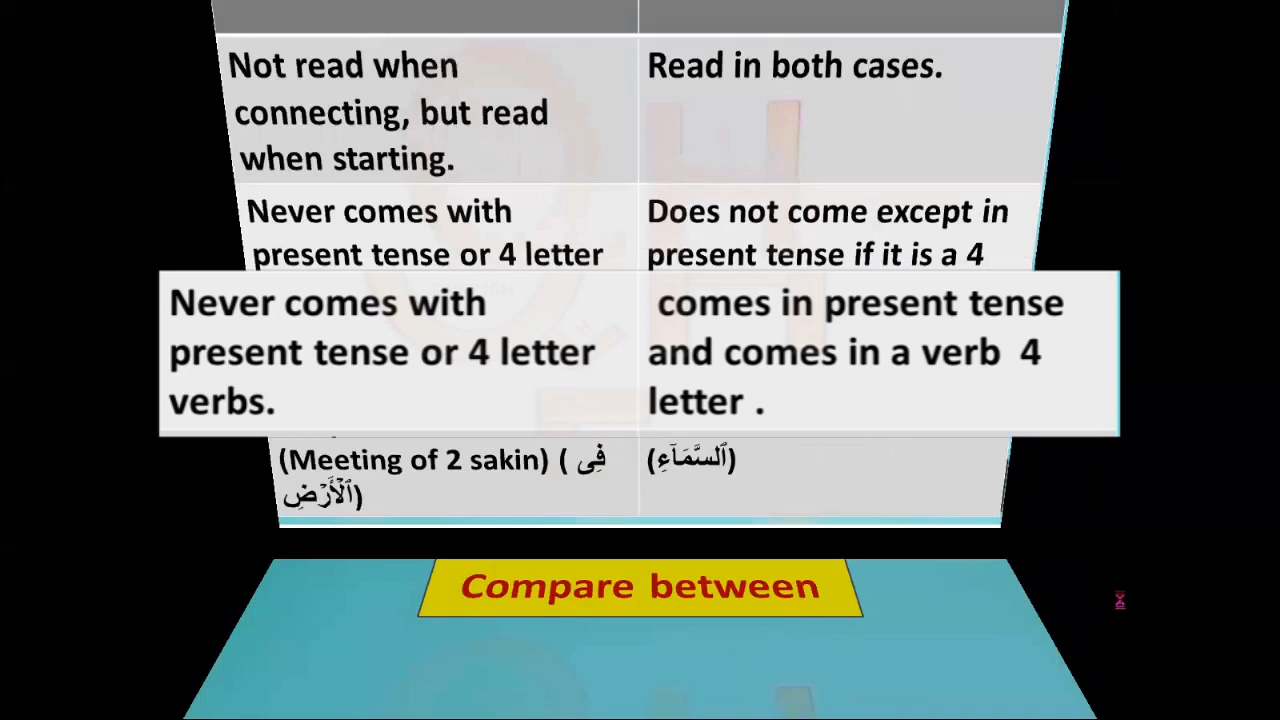 Not read when
connecting, but read
when starting.
Read in both cases.
Never comes with
present tense or 4 letter
Does not come except in
present tense if it is a 4
Never comes with
present tense or 4 letter
verbs.
comes in present tense
and comes in a verb 4
letter .
(Meeting of 2 sakin) ( فِى
ٱلْأَرْضِ)
(ٱلسَّمَآءِ)
Compare between